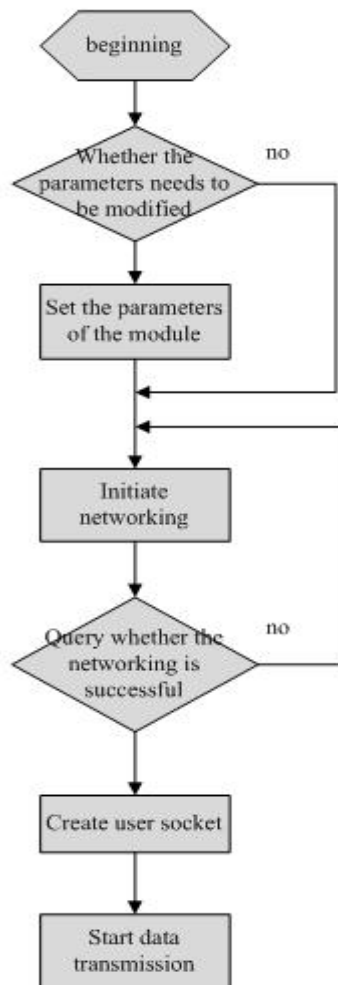 beginning
Whether the
no
parameters needs to
be modified
Set the parameters
of the module
Initiate
networking
no
Query whether the
networking is
successful
Create user socket
Start data
transmission